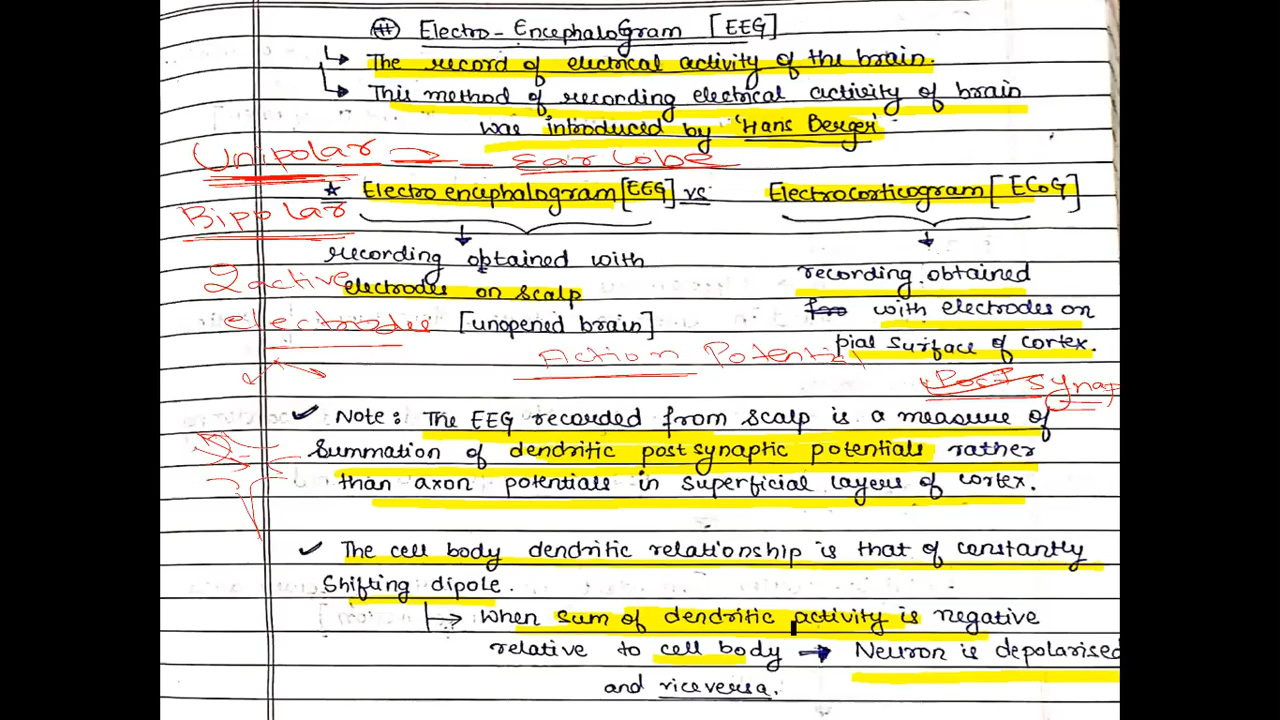 Electro-Encephalogram [EEG]
↳ The record of electrical activity of the brain.
↳ This method of recording electrical activity of brain
was introduced by 'Hans Berger'
Unipolar → - Ear lobe
★ Electroencephalogram [EEG] vs Electrocorticogram [ECoG]
Bipolar
recording obtained with
recording obtained
2 active electrodes on scalp
with electrodes on
electrodes [unopened brain]
pial surface of cortex.
Action Potential
Post synap
✓ Note: The EEG recorded from scalp is a measure of
Summation of dendritic postsynaptic potentials rather
than axon potentials in superficial layers of cortex.
✓ The cell body dendritic relationship is that of constantly
Shifting dipole.
↳ When sum of dendritic activity is negative
relative to cell body → Neuron is depolarised
and viceversa.